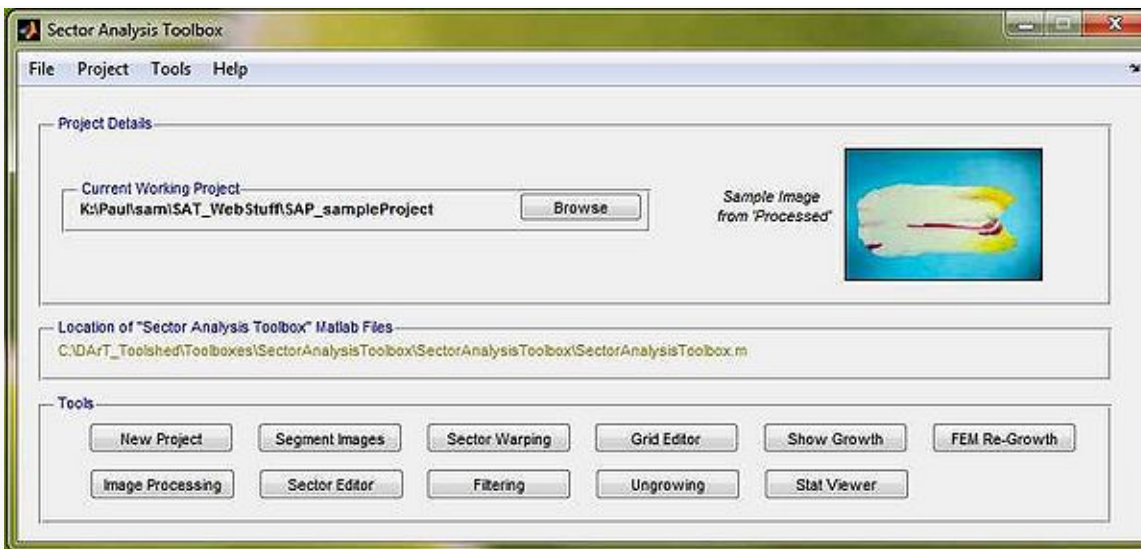 Sector Analysis Toolbox
File Project Tools Help
Project Details
Current Working Project
K:\Paul\sam\SAT_WebStuff\SAP_sampleProject
Browse
Sample Image
from 'Processed'
Location of "Sector Analysis Toolbox" Matlab Files
C:\DArT_Toolshed\Toolboxes\SectorAnalysisToolbox\SectorAnalysisToolbox\SectorAnalysisToolbox.m
Tools
New Project Segment Images Sector Warping Grid Editor Show Growth FEM Re-Growth
Image Processing Sector Editor Filtering Ungrowing Stat Viewer